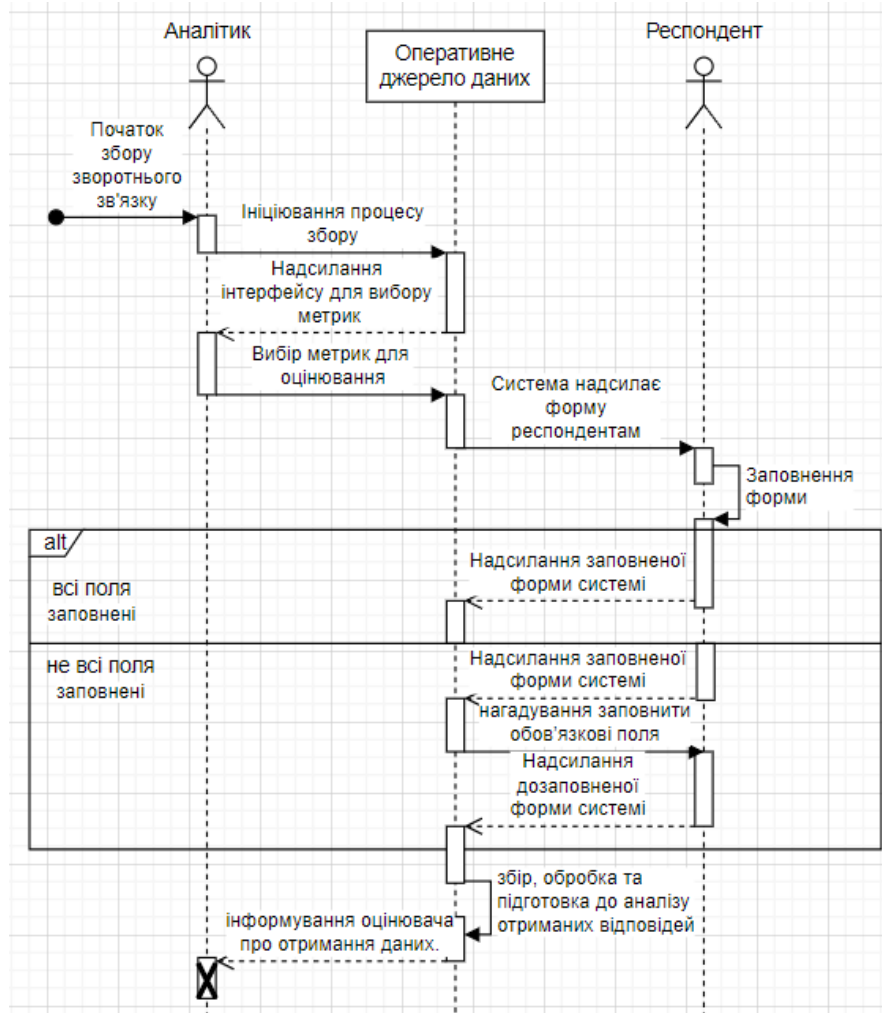 Аналітик
Оперативне
джерело даних
Респондент
Початок
збору
зворотнього
зв'язку
Ініціювання процесу
збору
Надсилання
інтерфейсу для вибору
метрик
Вибір метрик для
оцінювання
Система надсилає
форму
респондентам
Заповнення
форми
alt
всі поля
заповнені
Надсилання заповненої
форми системі
не всі поля
заповнені
Надсилання заповненої
форми системі
нагадування заповнити
обов'язкові поля
Надсилання
дозаповненої
форми системі
збір, обробка та
підготовка до аналізу
отриманих відповідей
інформування оцінювача
про отримання даних.